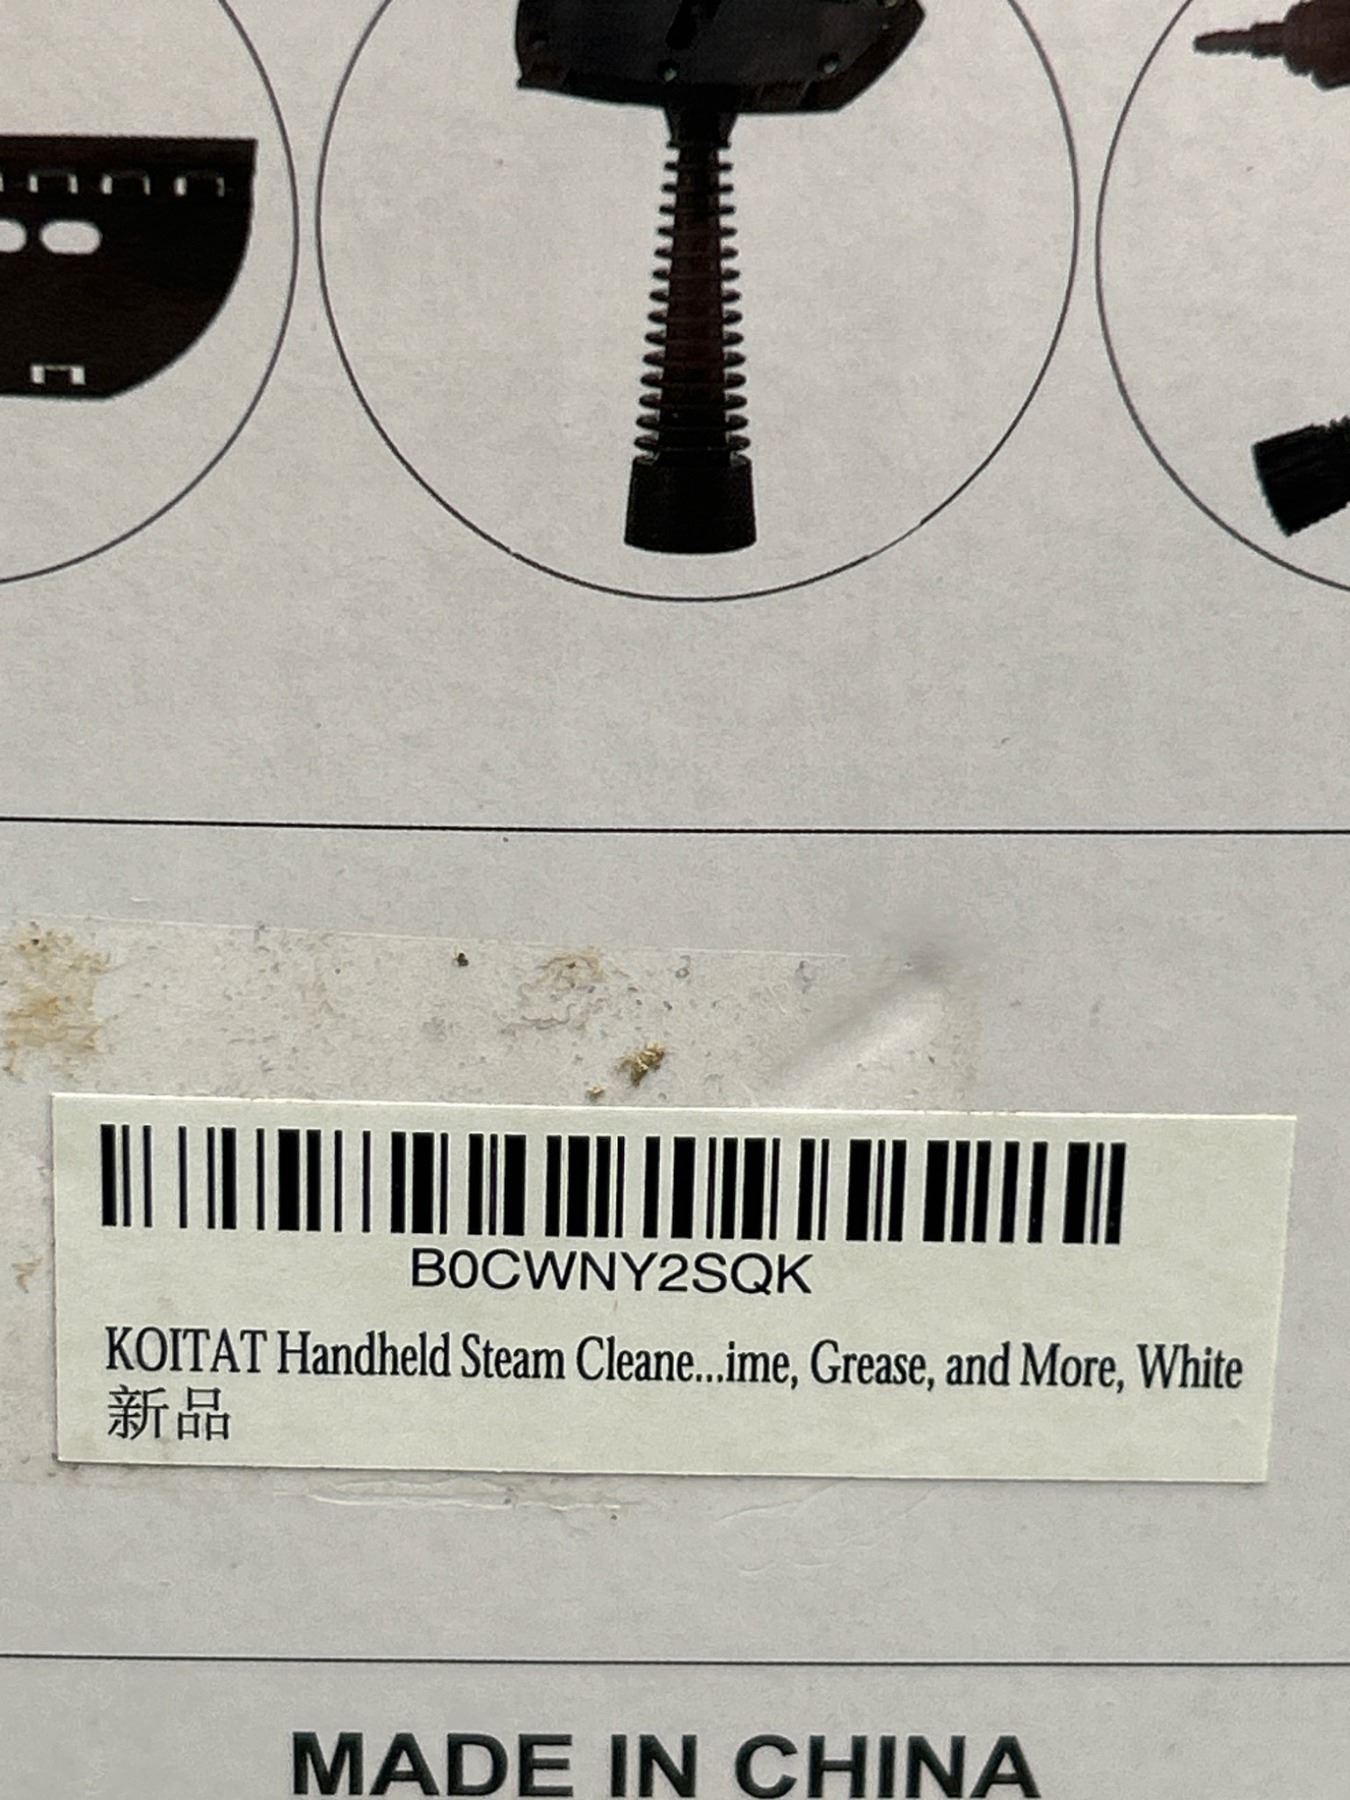 B0CWNY2SQK
KOITAT Handheld Steam Cleane...ime, Grease, and More, White
新品
MADE IN CHINA